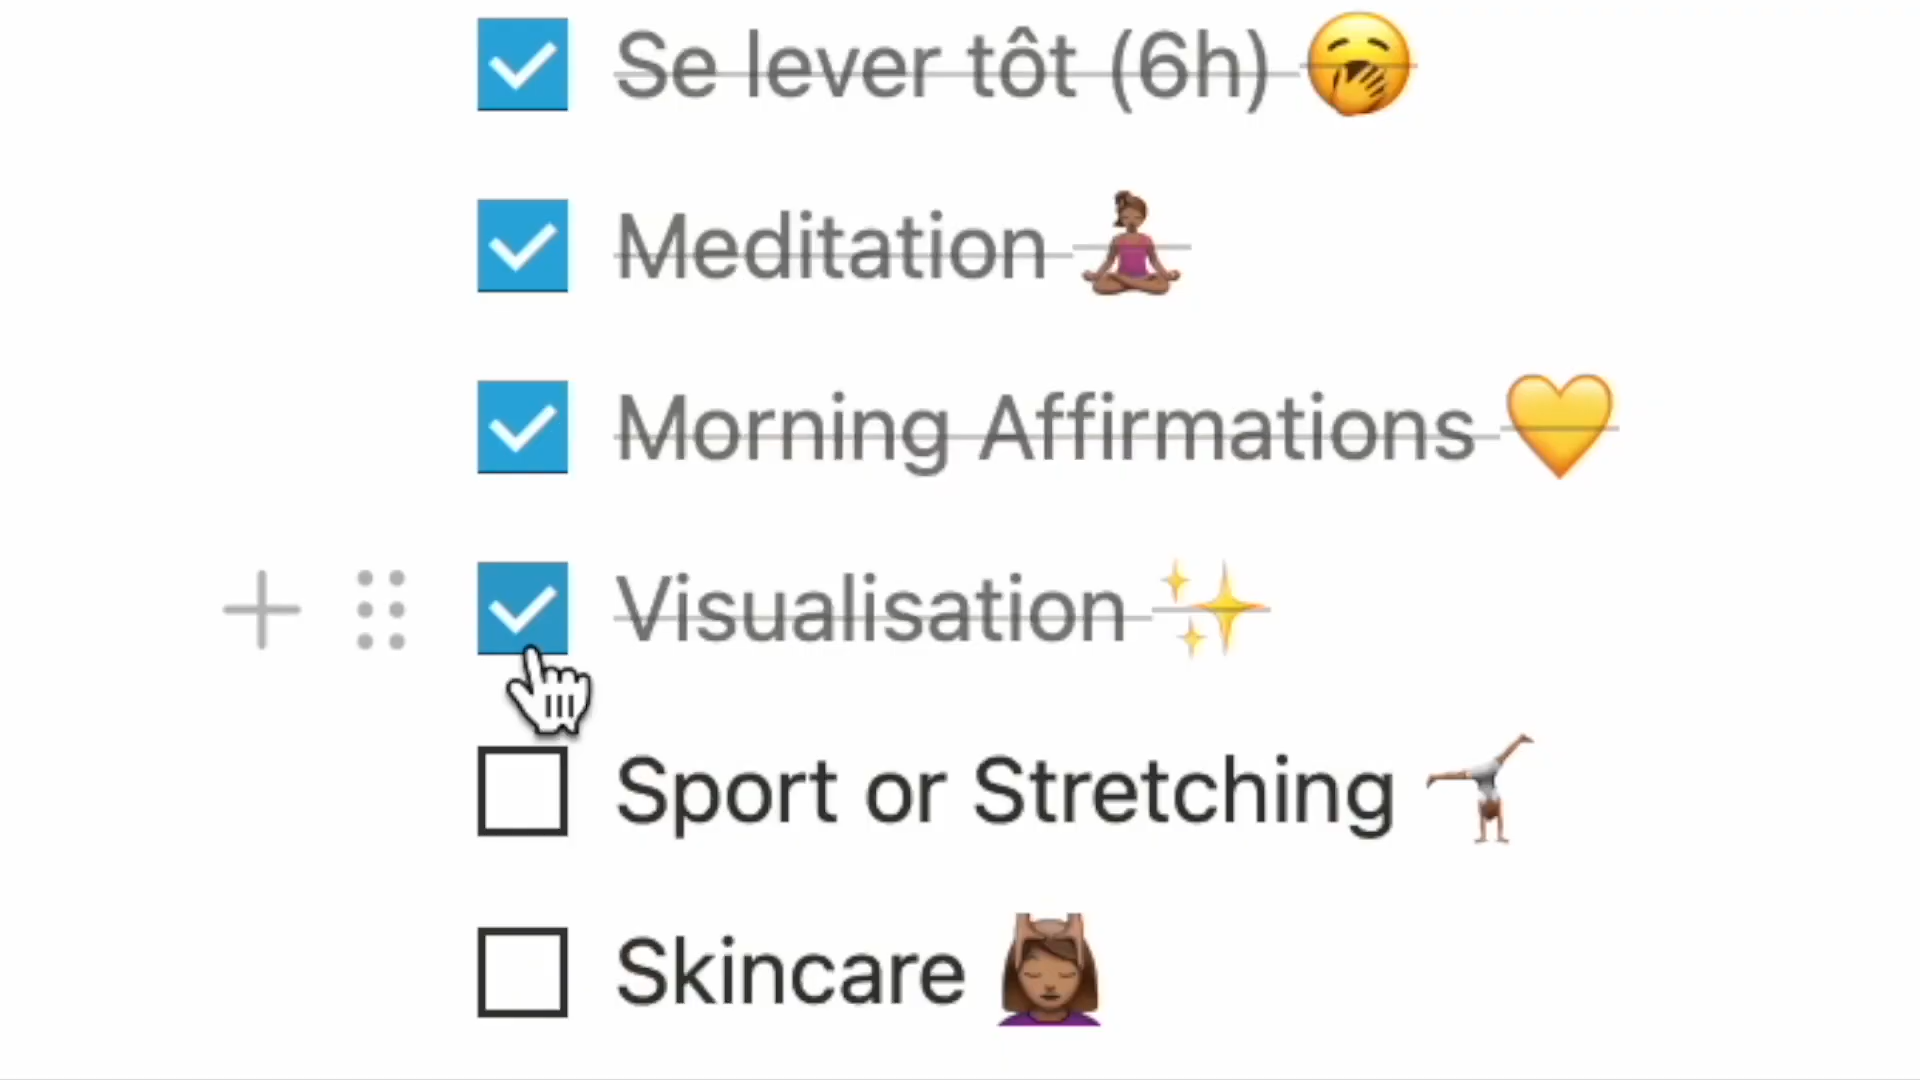 Se lever tôt (6h) 🥱
Meditation 🧘🏾‍♀️
Morning Affirmations 💛
Visualisation ✨
Sport or Stretching 🤸🏾‍♀️
Skincare 💆🏾‍♀️